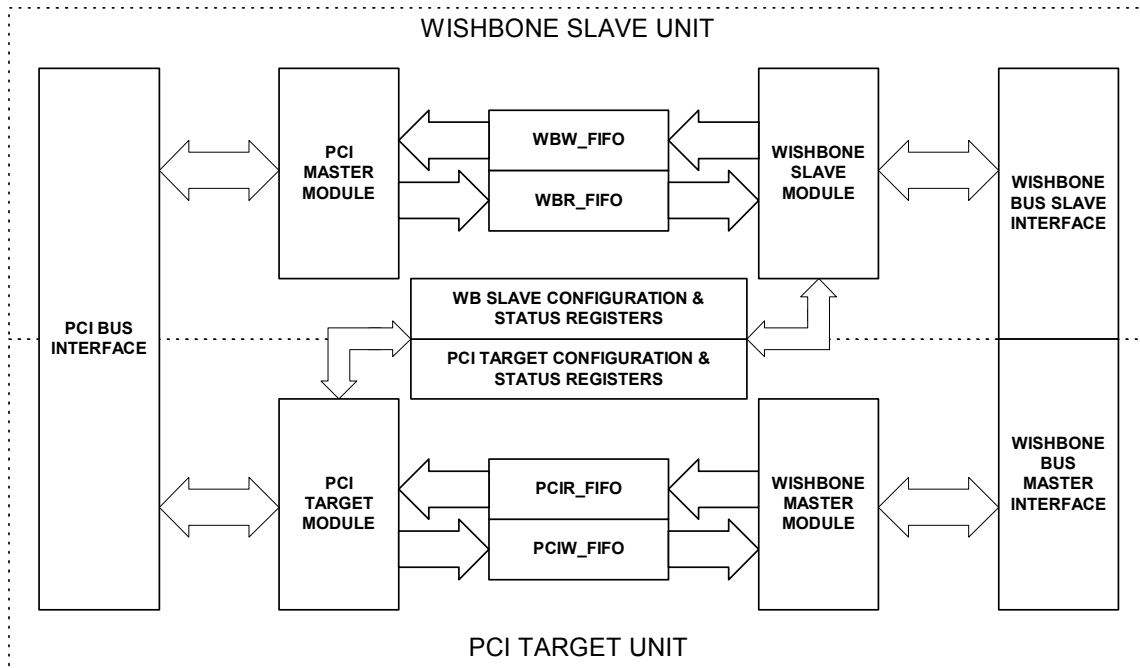 WISHBONE SLAVE UNIT
PCI BUS
INTERFACE
PCI
MASTER
MODULE
WBW_FIFO
WBR_FIFO
WISHBONE
SLAVE
MODULE
WISHBONE
BUS SLAVE
INTERFACE
WB SLAVE CONFIGURATION &
STATUS REGISTERS
PCI TARGET CONFIGURATION &
STATUS REGISTERS
PCI
TARGET
MODULE
PCIR_FIFO
PCIW_FIFO
WISHBONE
MASTER
MODULE
WISHBONE
BUS
MASTER
INTERFACE
PCI TARGET UNIT